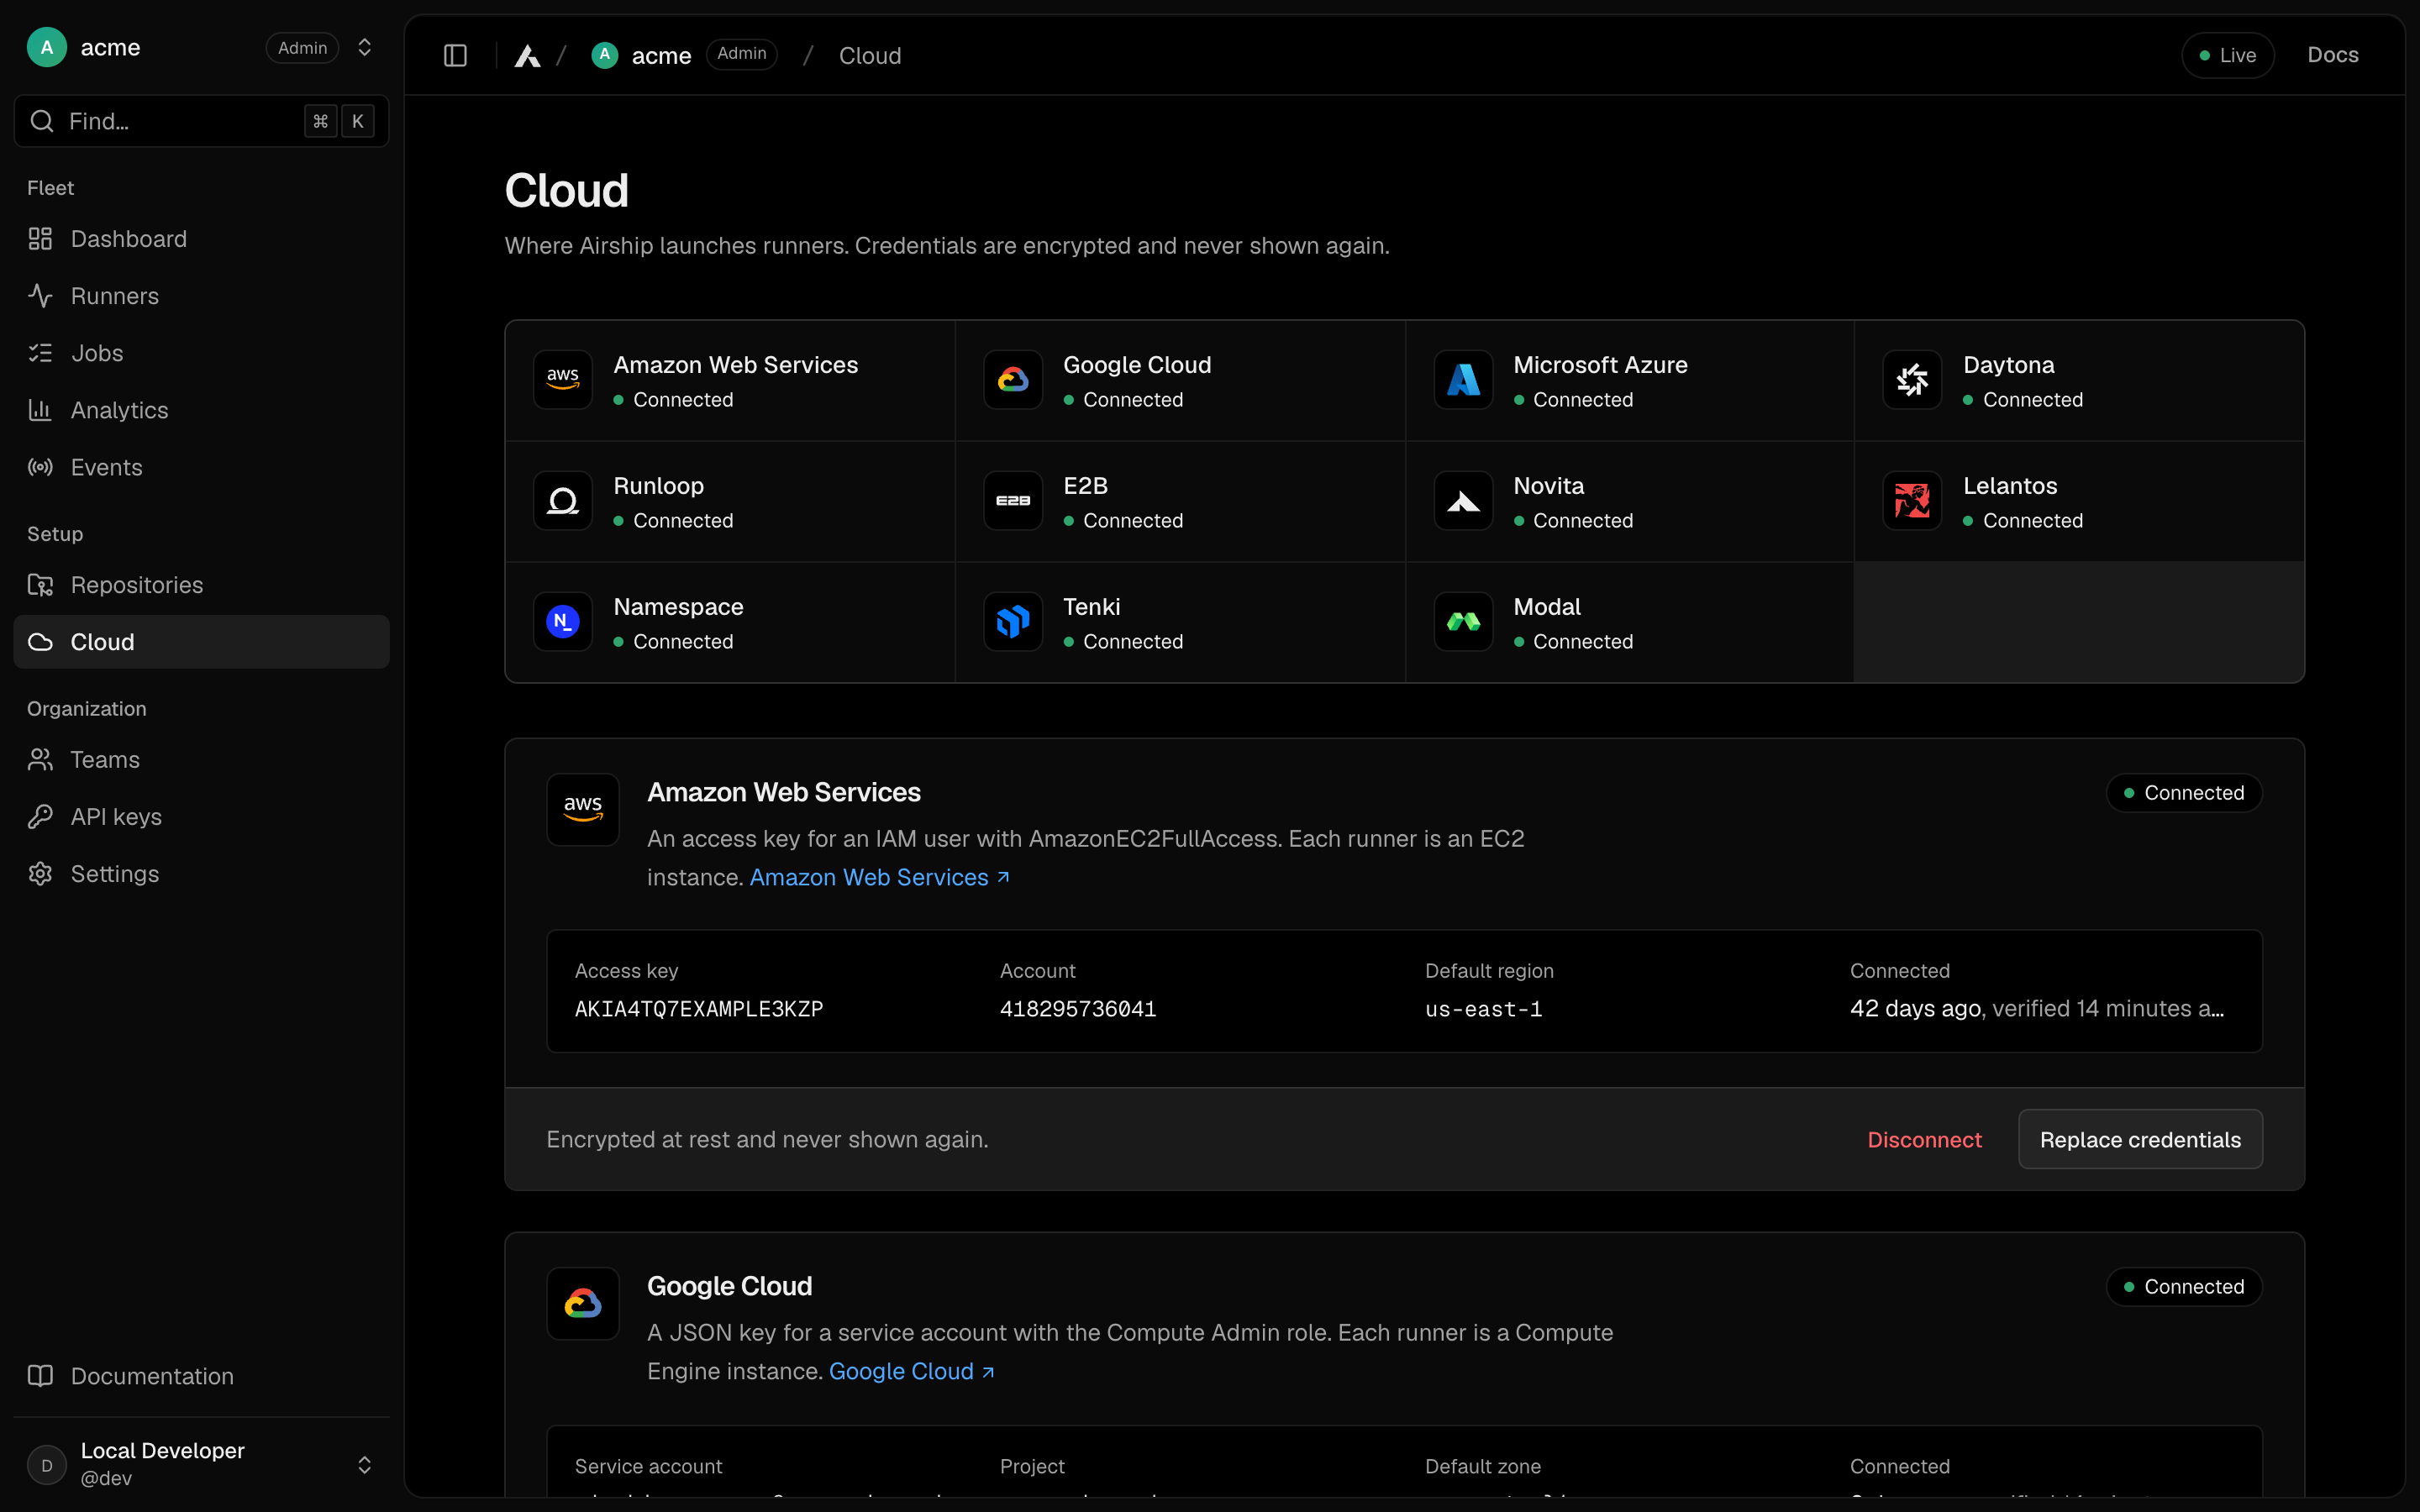 A acme Admin
Find... ⌘ K
Fleet
Dashboard
Runners
Jobs
Analytics
Events
Setup
Repositories
Cloud
Organization
Teams
API keys
Settings
Documentation
D Local Developer
@dev
/ A acme Admin / Cloud
Live Docs
Cloud
Where Airship launches runners. Credentials are encrypted and never shown again.
aws Amazon Web Services
Connected
Google Cloud
Connected
Microsoft Azure
Connected
Daytona
Connected
Runloop
Connected
E2B E2B
Connected
Novita
Connected
Lelantos
Connected
N_ Namespace
Connected
Tenki
Connected
Modal
Connected
aws Amazon Web Services Connected
An access key for an IAM user with AmazonEC2FullAccess. Each runner is an EC2
instance. Amazon Web Services ↗
Access key Account Default region Connected
AKIA4TQ7EXAMPLE3KZP 418295736041 us-east-1 42 days ago, verified 14 minutes a...
Encrypted at rest and never shown again. Disconnect Replace credentials
Google Cloud Connected
A JSON key for a service account with the Compute Admin role. Each runner is a Compute
Engine instance. Google Cloud ↗
Service account Project Default zone Connected